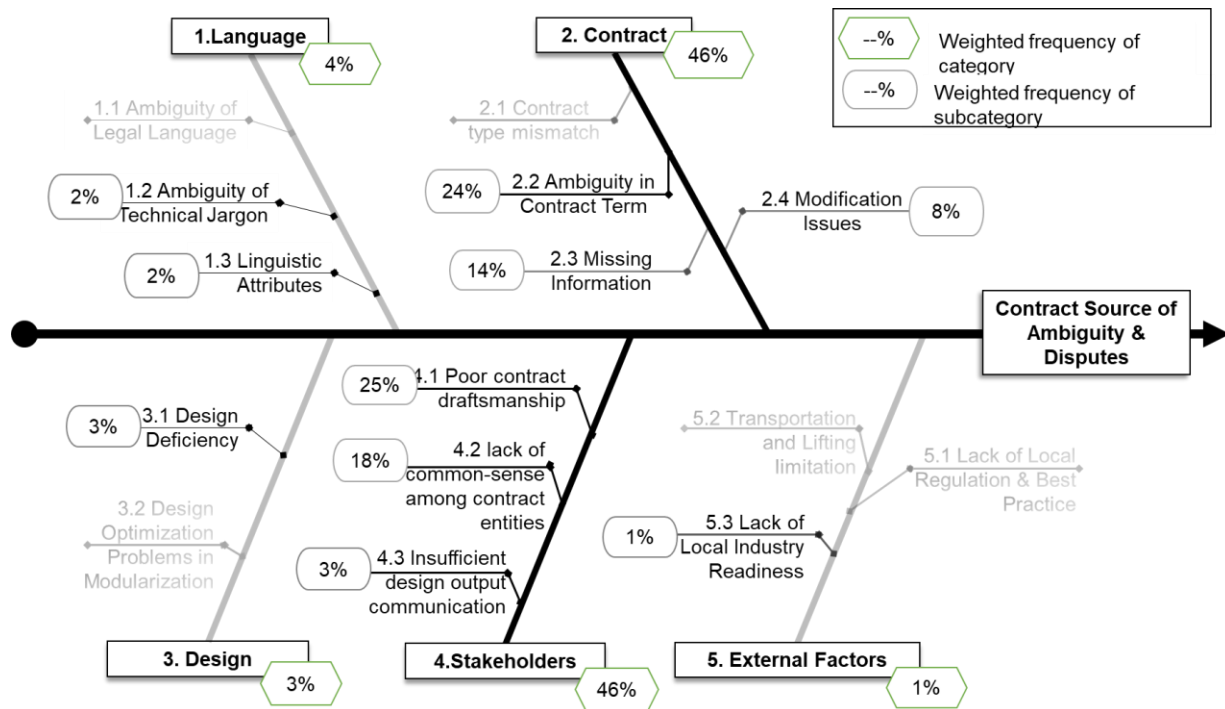 1.Language
4%
1.1 Ambiguity of
Legal Language
2%
1.2 Ambiguity of
Technical Jargon
2%
1.3 Linguistic
Attributes
2. Contract
46%
2.1 Contract
type mismatch
24%
2.2 Ambiguity in
Contract Term
14%
2.3 Missing
Information
2.4 Modification
Issues
8%
--%
Weighted frequency of
category
--%
Weighted frequency of
subcategory
Contract Source of
Ambiguity &
Disputes
3%
3.1 Design
Deficiency
3.2 Design
Optimization
Problems in
Modularization
3. Design
3%
25%
4.1 Poor contract
draftsmanship
18%
4.2 lack of
common-sense
among contract
entities
3%
4.3 Insufficient
design output
communication
4.Stakeholders
46%
5.2 Transportation
and Lifting
limitation
5.1 Lack of Local
Regulation & Best
Practice
1%
5.3 Lack of
Local Industry
Readiness
5. External Factors
1%